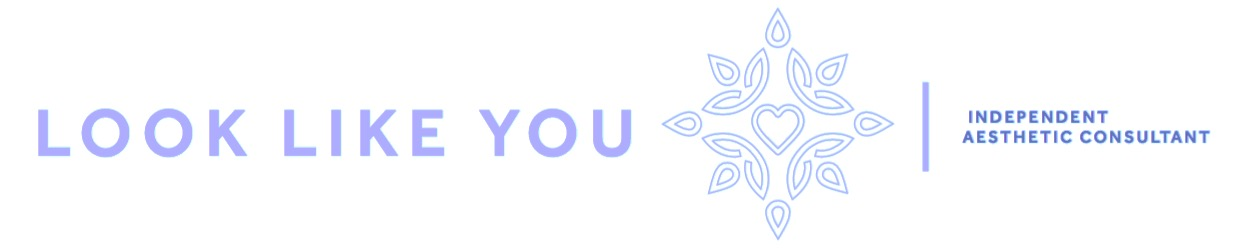 LOOK LIKE YOU
INDEPENDENT
AESTHETIC CONSULTANT